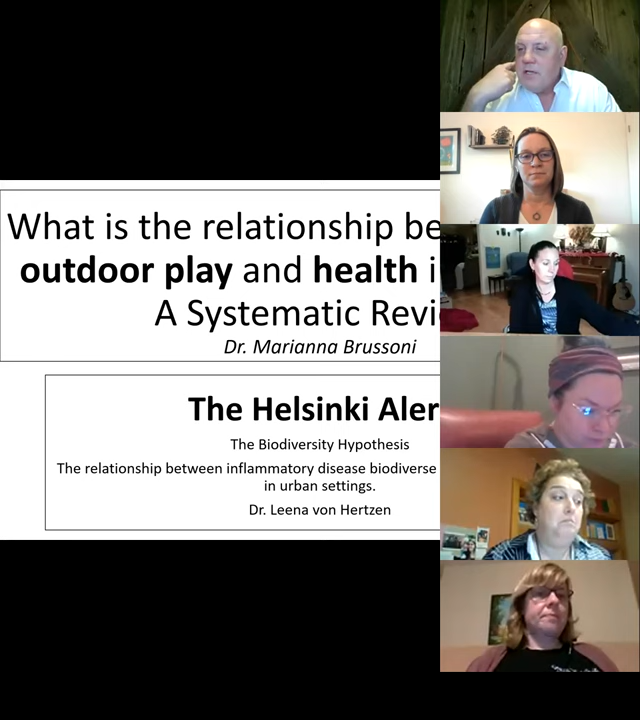 What is the relationship be
outdoor play and health i
A Systematic Revi
Dr. Marianna Brussoni
The Helsinki Aler
The Biodiversity Hypothesis
The relationship between inflammatory disease biodiverse
in urban settings.
Dr. Leena von Hertzen